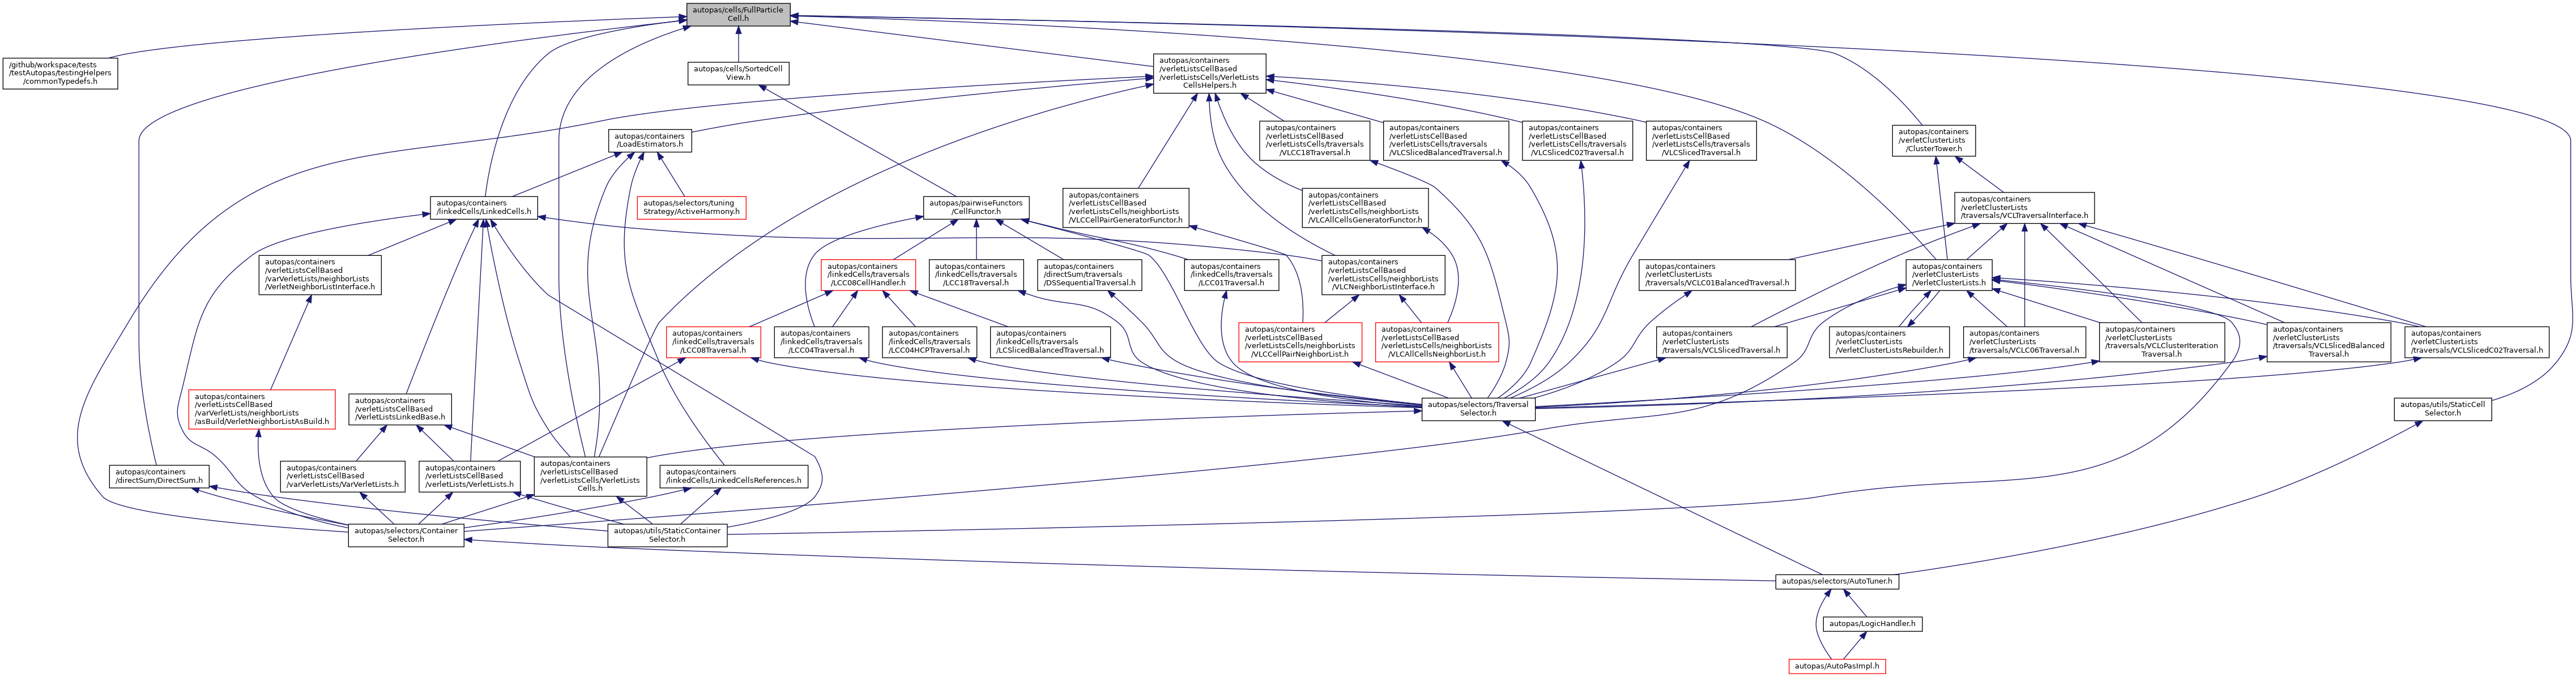 autopas/cells/FullParticle
Cell.h
/github/workspace/tests
/testAutopas/testingHelpers
/commonTypedefs.h
autopas/cells/SortedCell
View.h
autopas/containers
/verletListsCellBased
/verletListsCells/VerletLists
CellsHelpers.h
autopas/containers
/LoadEstimators.h
autopas/containers
/verletListsCellBased
/verletListsCells/traversals
/VLCC18Traversal.h
autopas/containers
/verletListsCellBased
/verletListsCells/traversals
/VLCSlicedBalancedTraversal.h
autopas/containers
/verletListsCellBased
/verletListsCells/traversals
/VLCSlicedC02Traversal.h
autopas/containers
/verletListsCellBased
/verletListsCells/traversals
/VLCSlicedTraversal.h
autopas/containers
/verletClusterLists
/ClusterTower.h
autopas/containers
/linkedCells/LinkedCells.h
autopas/selectors/tuning
Strategy/ActiveHarmony.h
autopas/pairwiseFunctors
/CellFunctor.h
autopas/containers
/verletListsCellBased
/verletListsCells/neighborLists
/VLCCellPairGeneratorFunctor.h
autopas/containers
/verletListsCellBased
/verletListsCells/neighborLists
/VLCAllCellsGeneratorFunctor.h
autopas/containers
/verletClusterLists
/traversals/VCLTraversalInterface.h
autopas/containers
/verletListsCellBased
/varVerletLists/neighborLists
/VerletNeighborListInterface.h
autopas/containers
/linkedCells/traversals
/LCC08CellHandler.h
autopas/containers
/linkedCells/traversals
/LCC18Traversal.h
autopas/containers
/directSum/traversals
/DSSequentialTraversal.h
autopas/containers
/linkedCells/traversals
/LCC01Traversal.h
autopas/containers
/verletListsCellBased
/verletListsCells/neighborLists
/VLCNeighborListInterface.h
autopas/containers
/verletClusterLists
/traversals/VCLC01BalancedTraversal.h
autopas/containers
/verletClusterLists
/VerletClusterLists.h
autopas/containers
/linkedCells/traversals
/LCC08Traversal.h
autopas/containers
/linkedCells/traversals
/LCC04Traversal.h
autopas/containers
/linkedCells/traversals
/LCC04HCPTraversal.h
autopas/containers
/linkedCells/traversals
/LCSlicedBalancedTraversal.h
autopas/containers
/verletListsCellBased
/verletListsCells/neighborLists
/VLCCellPairNeighborList.h
autopas/containers
/verletListsCellBased
/verletListsCells/neighborLists
/VLCAllCellsNeighborList.h
autopas/containers
/verletClusterLists
/traversals/VCLSlicedTraversal.h
autopas/containers
/verletClusterLists
/VerletClusterListsRebuilder.h
autopas/containers
/verletClusterLists
/traversals/VCLC06Traversal.h
autopas/containers
/verletClusterLists
/traversals/VCLClusterIteration
Traversal.h
autopas/containers
/verletClusterLists
/traversals/VCLSlicedBalanced
Traversal.h
autopas/containers
/verletClusterLists
/traversals/VCLSlicedC02Traversal.h
autopas/containers
/verletListsCellBased
/varVerletLists/neighborLists
/asBuild/VerletNeighborListAsBuild.h
autopas/containers
/verletListsCellBased
/VerletListsLinkedBase.h
autopas/selectors/Traversal
Selector.h
autopas/utils/StaticCell
Selector.h
autopas/containers
/directSum/DirectSum.h
autopas/containers
/verletListsCellBased
/varVerletLists/VarVerletLists.h
autopas/containers
/verletListsCellBased
/verletLists/VerletLists.h
autopas/containers
/verletListsCellBased
/verletListsCells/VerletLists
Cells.h
autopas/containers
/linkedCells/LinkedCellsReferences.h
autopas/selectors/Container
Selector.h
autopas/utils/StaticContainer
Selector.h
autopas/selectors/AutoTuner.h
autopas/LogicHandler.h
autopas/AutoPasImpl.h